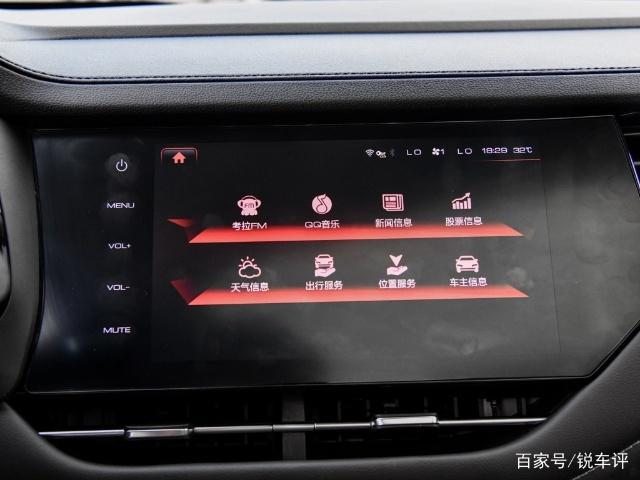 LO 1 LO 18:29 32℃
MENU
VOL+
VOL-
MUTE
FM
考拉FM QQ音乐 新闻信息 股票信息
天气信息 出行服务 位置服务 车主信息
百家号/锐车评